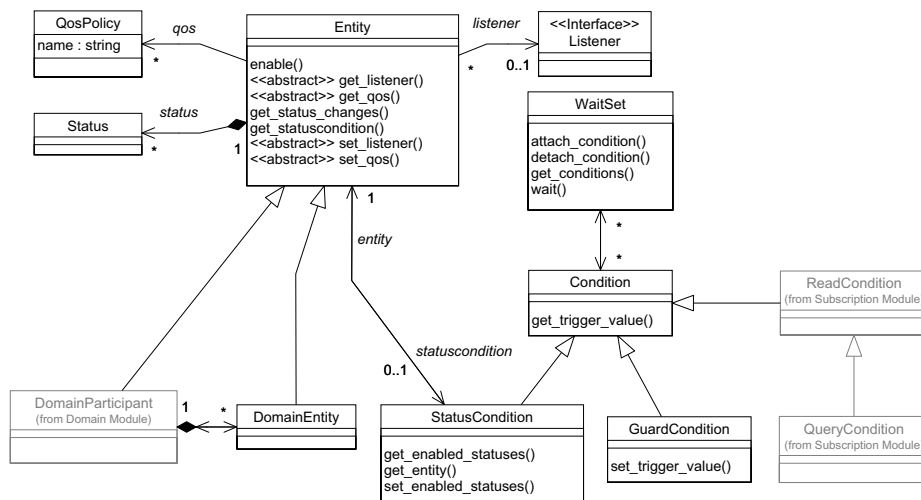 QosPolicy
name : string
qos
*
Entity
enable()
<<abstract>> get_listener()
<<abstract>> get_qos()
get_status_changes()
get_statuscondition()
<<abstract>> set_listener()
<<abstract>> set_qos()
listener
*
0..1
<<Interface>>
Listener
Status
status
*
1
WaitSet
attach_condition()
detach_condition()
get_conditions()
wait()
*
*
1
entity
statuscondition
0..1
Condition
get_trigger_value()
ReadCondition
(from Subscription Module)
DomainParticipant
(from Domain Module)
1
*
DomainEntity
StatusCondition
get_enabled_statuses()
get_entity()
set_enabled_statuses()
GuardCondition
set_trigger_value()
QueryCondition
(from Subscription Module)